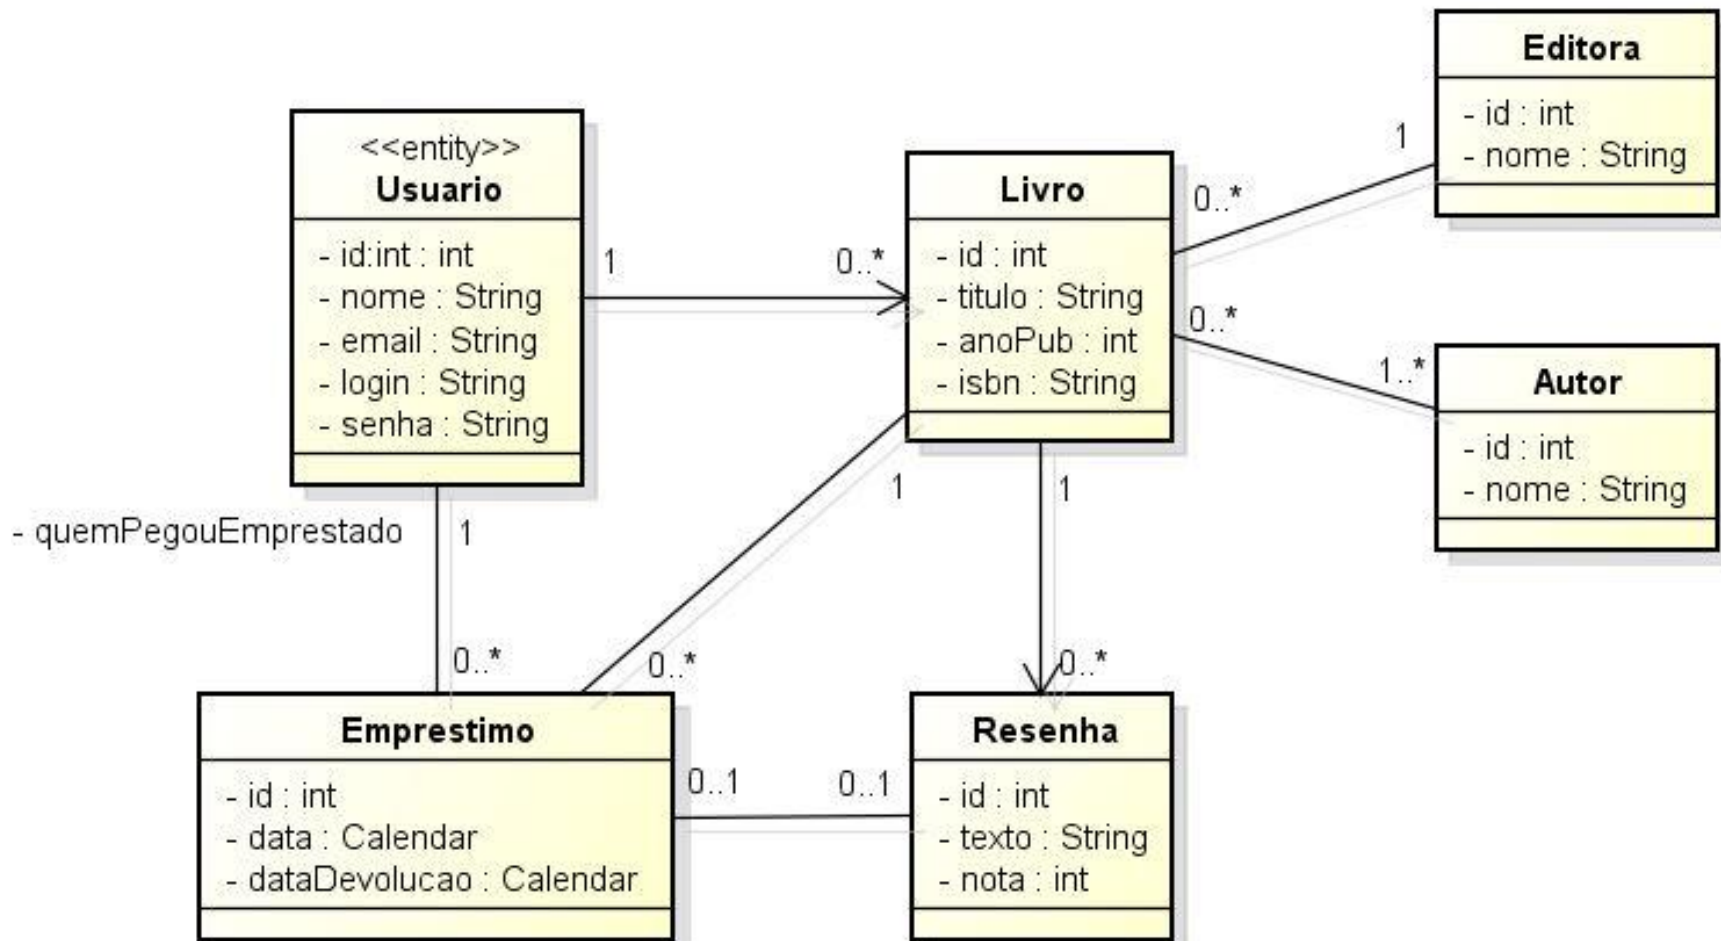 Editora
- id : int
- nome : String
<<entity>>
Usuario
- id:int : int
- nome : String
- email : String
- login : String
- senha : String
1
0..*
Livro
- id : int
- titulo : String
- anoPub : int
- isbn : String
0..*
1
0..*
1..*
Autor
- id : int
- nome : String
- quemPegouEmprestado
1
0..*
1
0..*
1
0..*
Emprestimo
- id : int
- data : Calendar
- dataDevolucao : Calendar
0..1
0..1
Resenha
- id : int
- texto : String
- nota : int